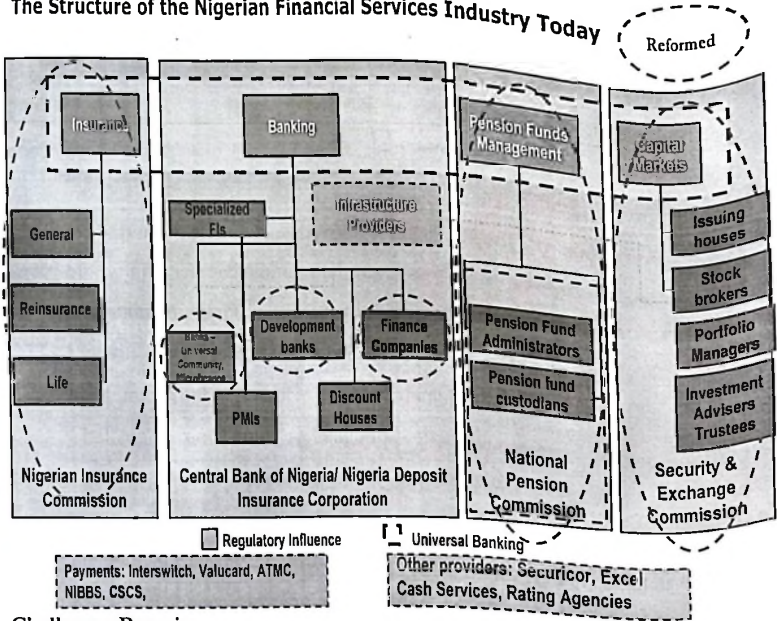 The Structure of the Nigerian Financial Services Industry Today
Reformed
Insurance
General
Reinsurance
Life
Nigerian Insurance
Commission
Banking
Specialized
FIs
Infrastructure
Providers
Banks –
Universal
Community,
Microfinance
Development
banks
Finance
Companies
PMIs
Discount
Houses
Central Bank of Nigeria/ Nigeria Deposit
Insurance Corporation
Pension Funds
Management
Pension Fund
Administrators
Pension fund
custodians
National
Pension
Commission
Capital
Markets
Issuing
houses
Stock
brokers
Portfolio
Managers
Investment
Advisers
Trustees
Security &
Exchange
Commission
Regulatory Influence
Universal Banking
Payments: Interswitch, Valucard, ATMC,
NIBBS, CSCS,
Other providers: Securicor, Excel
Cash Services, Rating Agencies